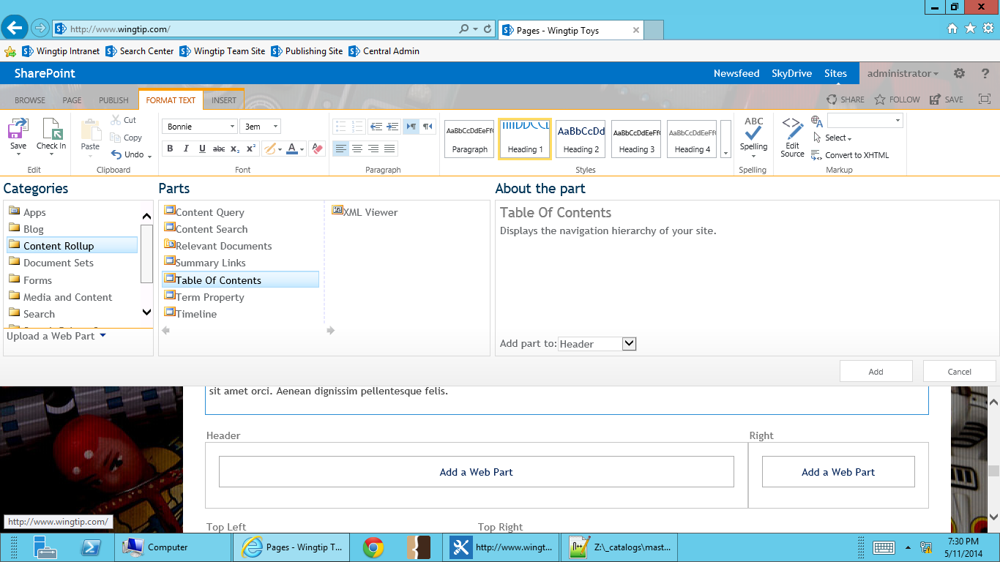 http://www.wingtip.com/
Pages - Wingtip Toys
Wingtip Intranet
Search Center
Wingtip Team Site
Publishing Site
Central Admin
SharePoint
Newsfeed
SkyDrive
Sites
administrator
?
BROWSE
PAGE
PUBLISH
FORMAT TEXT
INSERT
SHARE
FOLLOW
SAVE
Save
Check In
Paste
Cut
Copy
Undo
Bonnie
3em
B I U abc x₂ x²
AaBbCcDdEeFf
Paragraph
Heading 1
AaBbCcDd
Heading 2
AaBbCcDdEeFf
Heading 3
AaBbCcDdEeFf
Heading 4
ABC
Spelling
Edit
Source
Select
Convert to XHTML
Edit
Clipboard
Font
Paragraph
Styles
Spelling
Markup
Categories
Apps
Blog
Content Rollup
Document Sets
Forms
Media and Content
Search
Upload a Web Part
Parts
Content Query
Content Search
Relevant Documents
Summary Links
Table Of Contents
Term Property
Timeline
XML Viewer
About the part
Table Of Contents
Displays the navigation hierarchy of your site.
Add part to: Header
Add
Cancel
sit amet orci. Aenean dignissim pellentesque felis.
Header
Right
Add a Web Part
Add a Web Part
Top Left
Top Right
http://www.wingtip.com/
Computer
Pages - Wingtip T...
http://www.wingt...
Z:\_catalogs\mast...
7:30 PM
5/11/2014